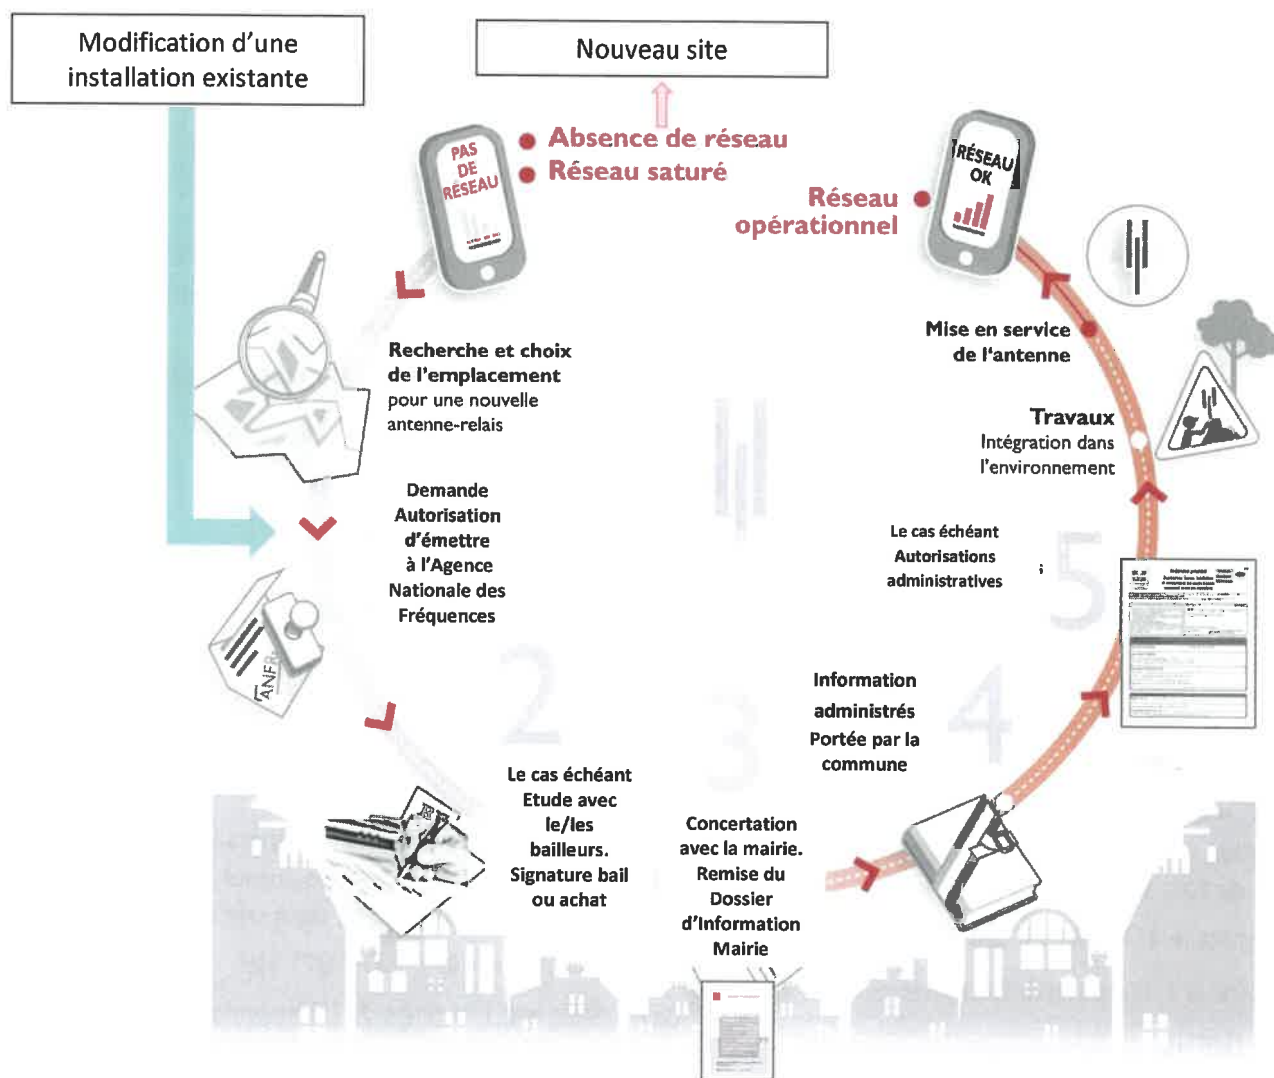 Modification d'une
installation existante
Nouveau site
Absence de réseau
Réseau saturé
PAS
DE
RÉSEAU
RÉSEAU
OK
Réseau
opérationnel
Recherche et choix
de l'emplacement
pour une nouvelle
antenne-relais
Demande
Autorisation
d'émettre
à l'Agence
Nationale des
Fréquences
ANFR
2
Le cas échéant
Etude avec
le/les
bailleurs.
Signature bail
ou achat
3
Concertation
avec la mairie.
Remise du
Dossier
d'Information
Mairie
4
Information
administrés
Portée par la
commune
5
Le cas échéant
Autorisations
administratives
Travaux
Intégration dans
l'environnement
Mise en service
de l'antenne